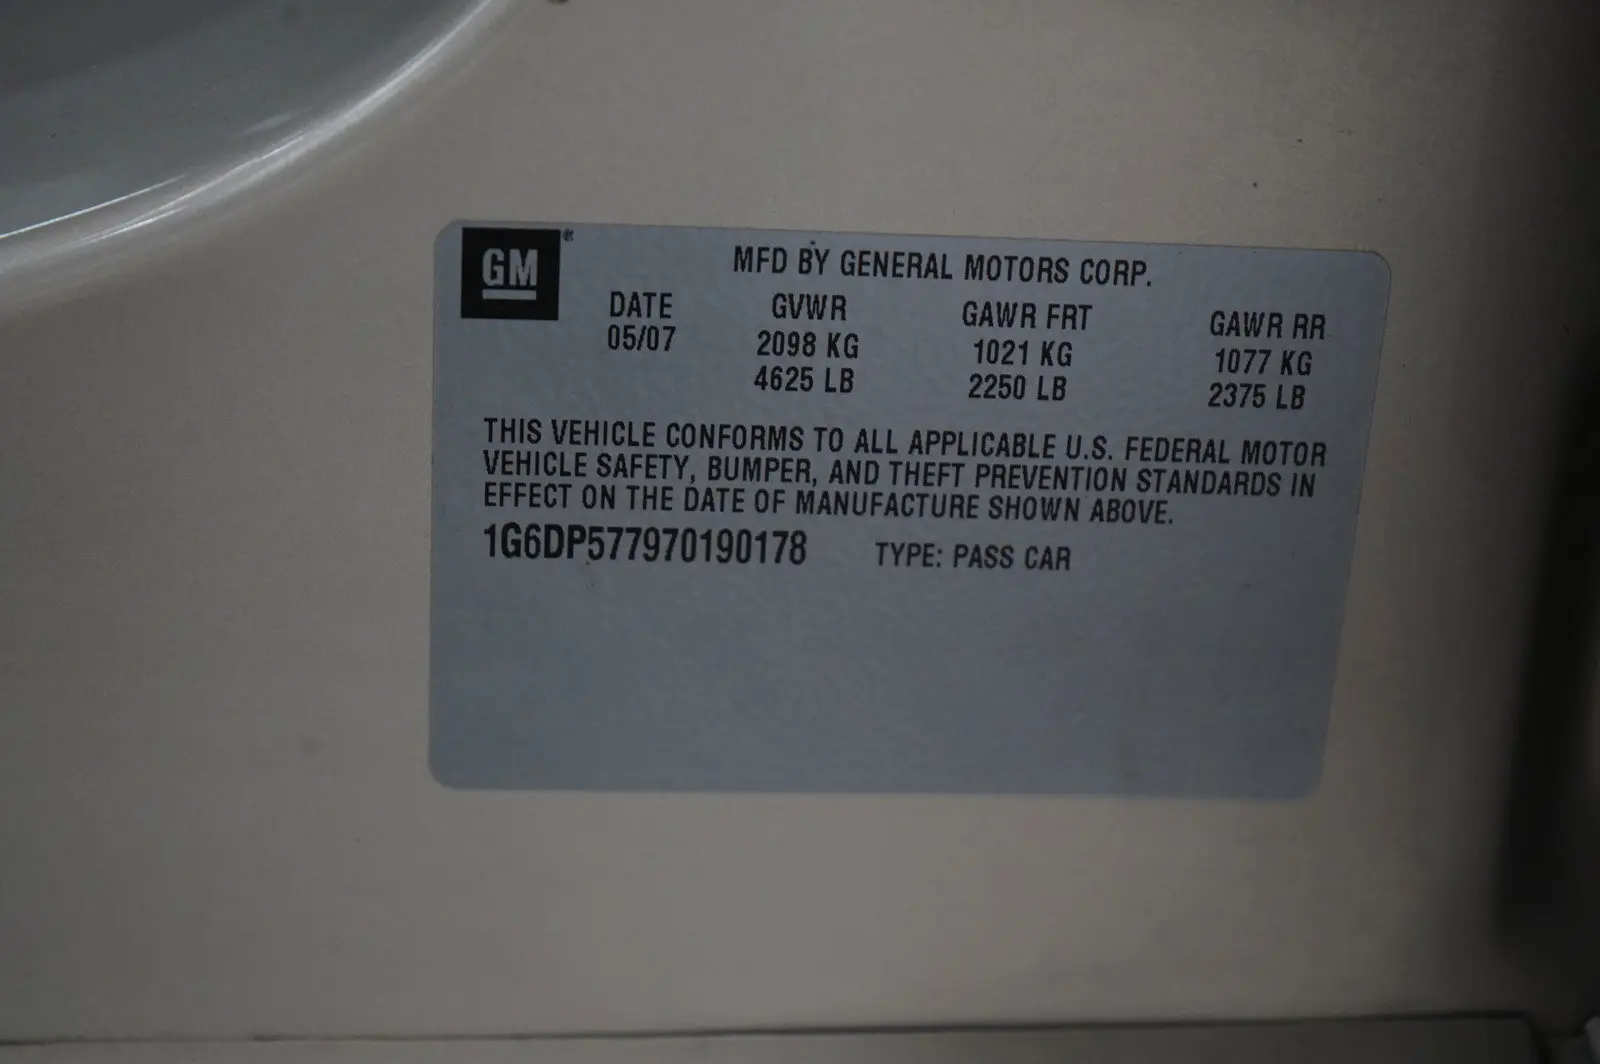 GM®
MFD BY GENERAL MOTORS CORP.
DATE GVWR GAWR FRT GAWR RR
05/07 2098 KG 1021 KG 1077 KG
4625 LB 2250 LB 2375 LB
THIS VEHICLE CONFORMS TO ALL APPLICABLE U.S. FEDERAL MOTOR
VEHICLE SAFETY, BUMPER, AND THEFT PREVENTION STANDARDS IN
EFFECT ON THE DATE OF MANUFACTURE SHOWN ABOVE.
1G6DP577970190178 TYPE: PASS CAR